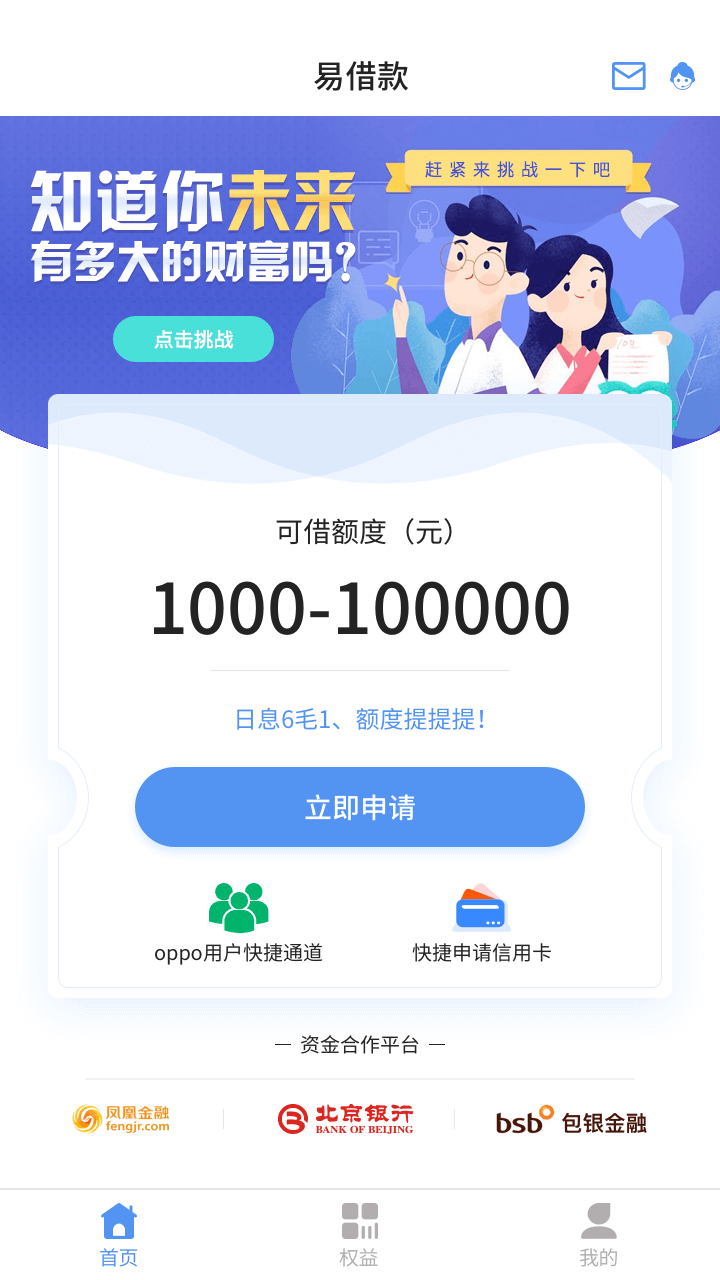 易借款
赶紧来挑战一下吧
知道你未来
有多大的财富吗?
点击挑战
100
可借额度（元）
1000-100000
日息6毛1、额度提提提!
立即申请
oppo用户快捷通道
快捷申请信用卡
资金合作平台
凤凰金融
fengjr.com
北京银行
BANK OF BEIJING
bsb 包银金融
首页
权益
我的